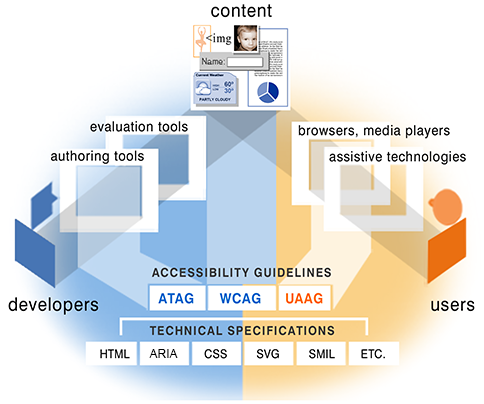 content
<img
Name:
Current Weather
60°
30°
PARTLY CLOUDY
evaluation tools
authoring tools
browsers, media players
assistive technologies
developers
users
ACCESSIBILITY GUIDELINES
ATAG WCAG UAAG
TECHNICAL SPECIFICATIONS
HTML ARIA CSS SVG SMIL ETC.